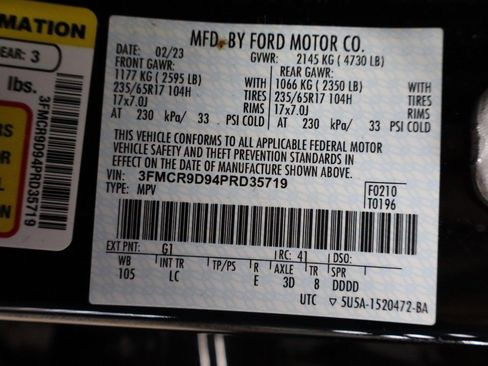 MATION
EAR: 3
lbs.
3FMCR9D94PRD35719
MFD. BY FORD MOTOR CO.
DATE: 02/23 GVWR: 2145 KG ( 4730 LB)
FRONT GAWR: REAR GAWR:
1177 KG ( 2595 LB) 1066 KG ( 2350 LB)
235/65R17 104H TIRES 235/65R17 104H TIRES
17x7.0J 17x7.0J
AT 230 kPa/ 33 PSI COLD AT 230 kPa/ 33 PSI COLD
THIS VEHICLE CONFORMS TO ALL APPLICABLE FEDERAL MOTOR
VEHICLE SAFETY AND THEFT PREVENTION STANDARDS IN
EFFECT ON THE DATE OF MANUFACTURE SHOWN ABOVE.
VIN: 3FMCR9D94PRD35719
TYPE: MPV
F0210
T0196
EXT PNT: G1 RC: 41 DSO:
WB INT TR TP/PS R AXLE TR SPR
105 LC E 3D 8 DDDD
UTC ▽ 5U5A-1520472-BA